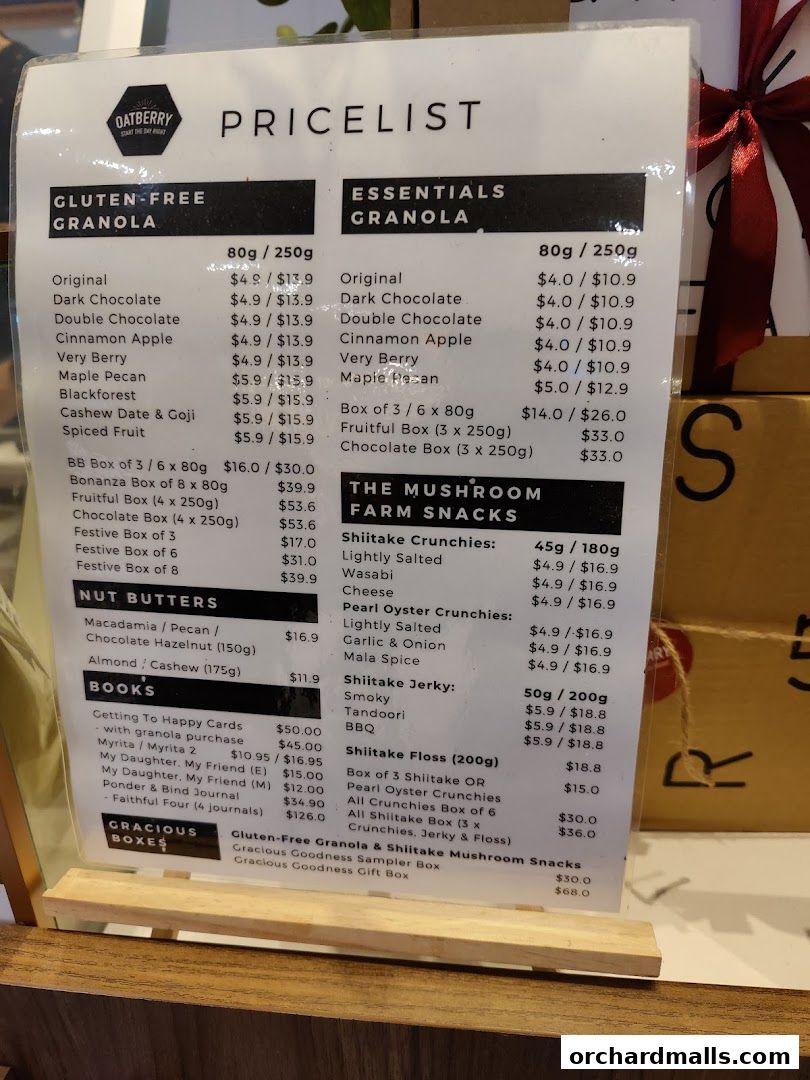 OATBERRY
START THE DAY RIGHT
PRICELIST
GLUTEN-FREE
GRANOLA
80g / 250g
Original $4.9 / $13.9
Dark Chocolate $4.9 / $13.9
Double Chocolate $4.9 / $13.9
Cinnamon Apple $4.9 / $13.9
Very Berry $4.9 / $13.9
Maple Pecan $5.9 / $15.9
Blackforest $5.9 / $15.9
Cashew Date & Goji $5.9 / $15.9
Spiced Fruit $5.9 / $15.9
BB Box of 3 / 6 x 80g $16.0 / $30.0
Bonanza Box of 8 x 80g $39.9
Fruitful Box (4 x 250g) $53.6
Chocolate Box (4 x 250g) $53.6
Festive Box of 3 $17.0
Festive Box of 6 $31.0
Festive Box of 8 $39.9
NUT BUTTERS
Macadamia / Pecan /
Chocolate Hazelnut (150g) $16.9
Almond / Cashew (175g) $11.9
BOOKS
Getting To Happy Cards $50.00
- with granola purchase $45.00
Myrita / Myrita 2 $10.95 / $16.95
My Daughter, My Friend (E) $15.00
My Daughter, My Friend (M) $12.00
Ponder & Bind Journal $34.90
- Faithful Four (4 journals) $126.0
ESSENTIALS
GRANOLA
80g / 250g
Original $4.0 / $10.9
Dark Chocolate $4.0 / $10.9
Double Chocolate $4.0 / $10.9
Cinnamon Apple $4.0 / $10.9
Very Berry $4.0 / $10.9
Maple Pecan $5.0 / $12.9
Box of 3 / 6 x 80g $14.0 / $26.0
Fruitful Box (3 x 250g) $33.0
Chocolate Box (3 x 250g) $33.0
THE MUSHROOM
FARM SNACKS
Shiitake Crunchies: 45g / 180g
Lightly Salted $4.9 / $16.9
Wasabi $4.9 / $16.9
Cheese $4.9 / $16.9
Pearl Oyster Crunchies:
Lightly Salted $4.9 / $16.9
Garlic & Onion $4.9 / $16.9
Mala Spice $4.9 / $16.9
Shiitake Jerky: 50g / 200g
Smoky $5.9 / $18.8
Tandoori $5.9 / $18.8
BBQ $5.9 / $18.8
Shiitake Floss (200g) $18.8
Box of 3 Shiitake OR
Pearl Oyster Crunchies $15.0
All Crunchies Box of 6 $30.0
All Shiitake Box (3 x
Crunchies, Jerky & Floss) $36.0
GRACIOUS
BOXES
Gluten-Free Granola & Shiitake Mushroom Snacks
Gracious Goodness Sampler Box $30.0
Gracious Goodness Gift Box $68.0
S
R
orchardmalls.com